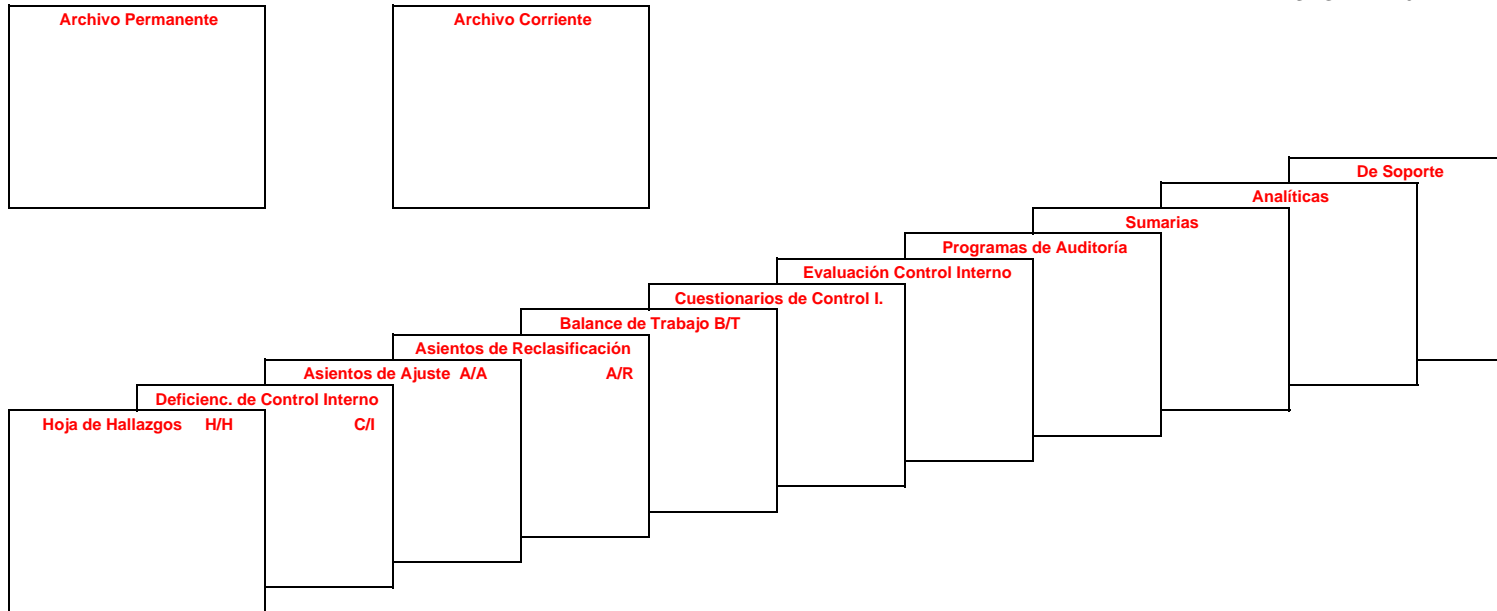 Archivo Permanente
Archivo Corriente
De Soporte
Analíticas
Sumarias
Programas de Auditoría
Evaluación Control Interno
Cuestionarios de Control I.
Balance de Trabajo B/T
Asientos de Reclasificación
A/R
Asientos de Ajuste A/A
Deficienc. de Control Interno
C/I
Hoja de Hallazgos H/H